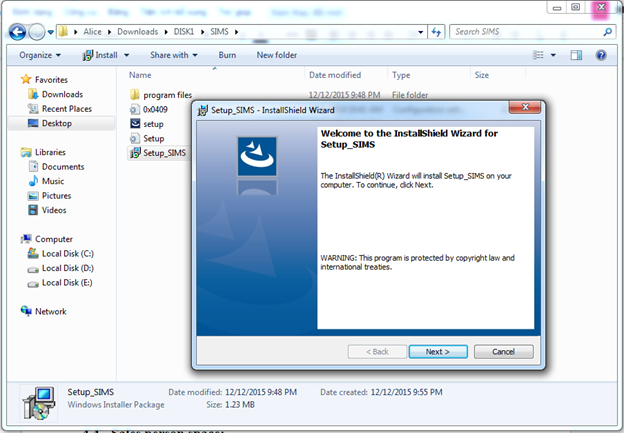 Alice
Downloads
DISK1
SIMS
Search SIMS
Organize
Install
Share with
Burn
New folder
Favorites
Downloads
Recent Places
Desktop
Libraries
Documents
Music
Pictures
Videos
Computer
Local Disk (C:)
Local Disk (D:)
Local Disk (E:)
Network
Name
Date modified
Type
Size
program files
12/12/2015 9:48 PM
File folder
0x0409
setup
Setup
Setup_SIMS
Setup_SIMS - InstallShield Wizard
Welcome to the InstallShield Wizard for
Setup_SIMS
The InstallShield(R) Wizard will install Setup_SIMS on your
computer. To continue, click Next.
WARNING: This program is protected by copyright law and
international treaties.
< Back
Next >
Cancel
Setup_SIMS
Date modified: 12/12/2015 9:48 PM
Date created: 12/12/2015 9:55 PM
Windows Installer Package
Size: 1.23 MB